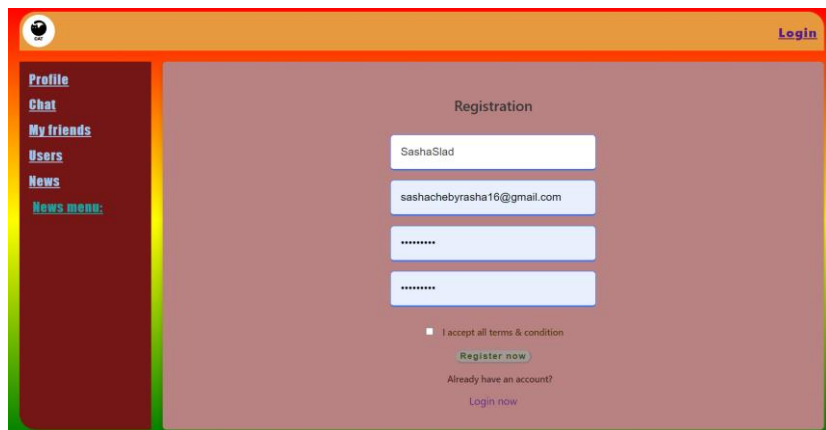 CAT
Login
Profile
Chat
My friends
Users
News
News menu:
Registration
SashaSlad
sashachebyrasha16@gmail.com
•••••••••
•••••••••
I accept all terms & condition
Register now
Already have an account?
Login now